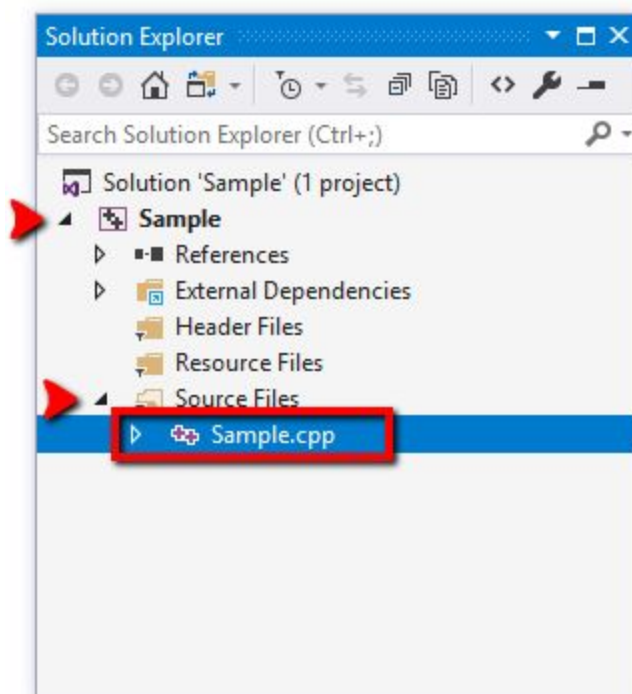 Solution Explorer
Search Solution Explorer (Ctrl+;)
Solution 'Sample' (1 project)
Sample
References
External Dependencies
Header Files
Resource Files
Source Files
Sample.cpp